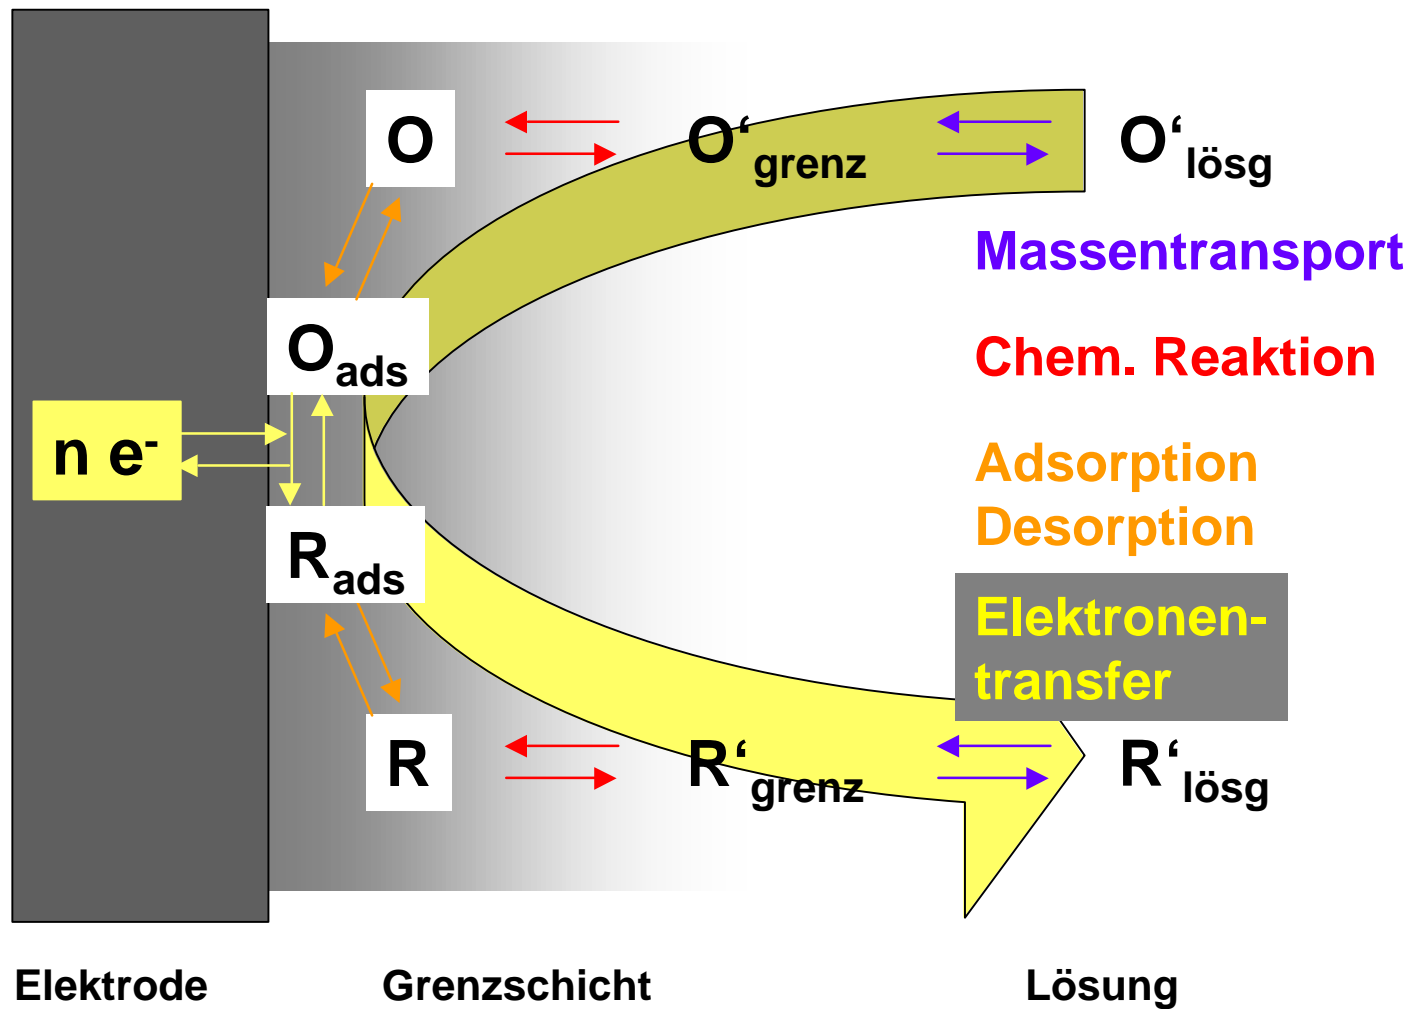 O O‘grenz O‘lösg
Massentransport
Chem. Reaktion
Oads
n e-
Adsorption
Desorption
Rads
Elektronen-
transfer
R R‘grenz R‘lösg
Elektrode Grenzschicht Lösung